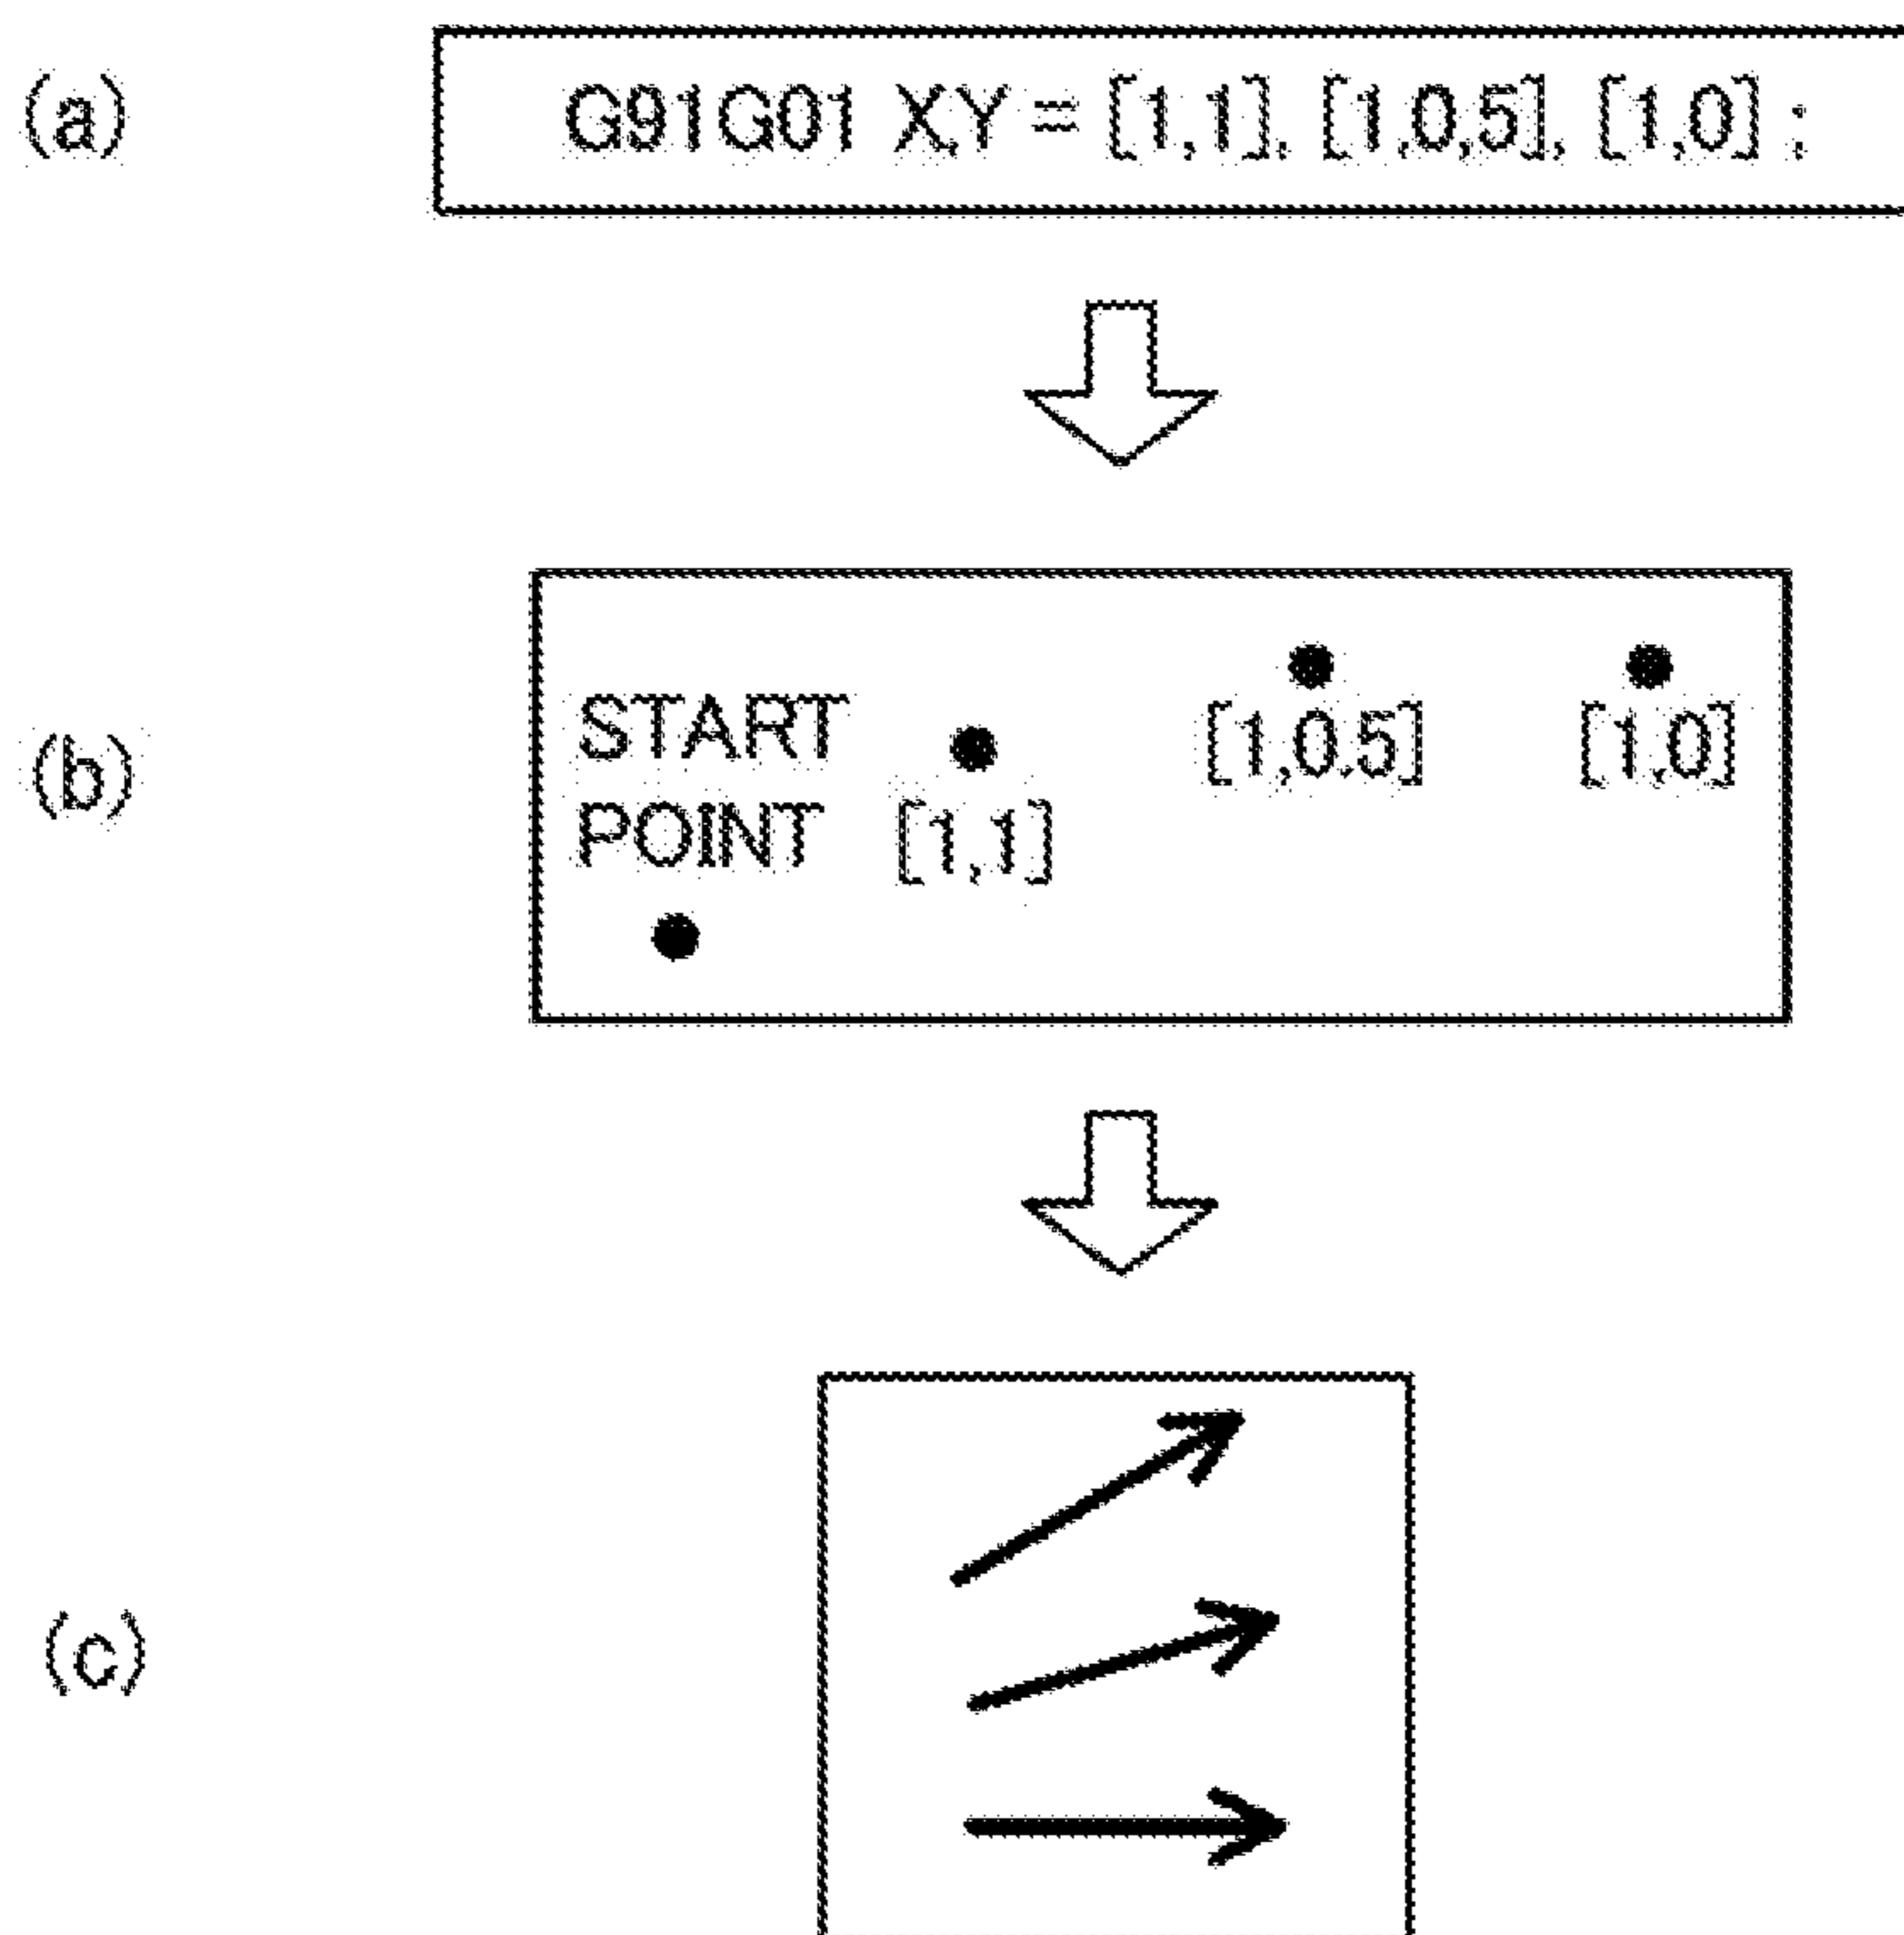 (a)
G91G01 X,Y = [1,1], [1,0,5], [1,0] ;
(b)
START
POINT
[1,1]
[1,0.5]
[1,0]
(c)